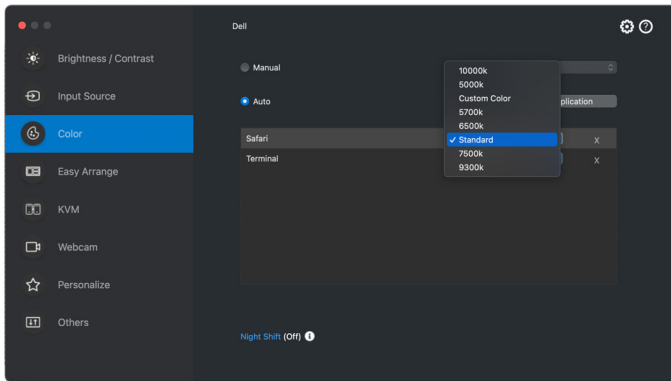 Dell
Brightness / Contrast
Input Source
Color
Easy Arrange
KVM
Webcam
Personalize
Others
Manual
Auto
plication
Safari
X
Terminal
X
10000k
5000k
Custom Color
5700k
6500k
✓ Standard
7500k
9300k
Night Shift (Off)